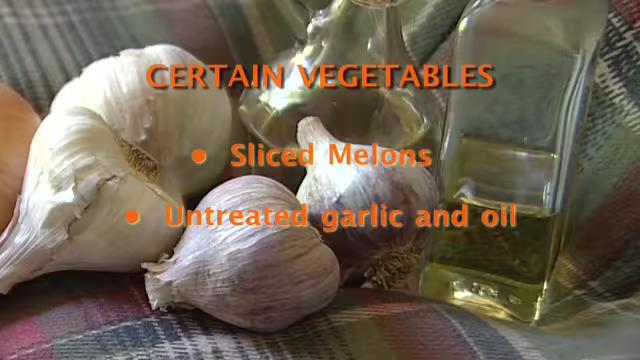 CERTAIN VEGETABLES
• Sliced Melons
• Untreated garlic and oil